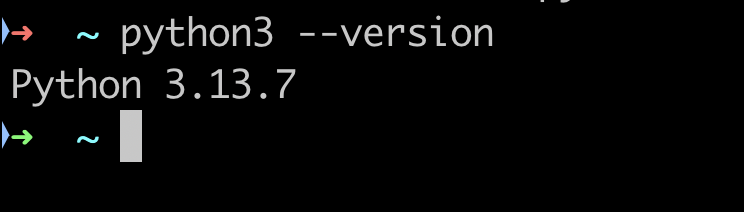 ➜ ~ python3 --version
Python 3.13.7
➜ ~